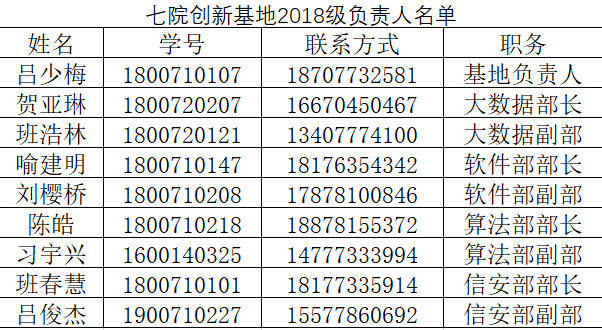 七院创新基地2018级负责人名单
姓名 学号 联系方式 职务
吕少梅 1800710107 18707732581 基地负责人
贺亚琳 1800720207 16670450467 大数据部长
班浩林 1800720121 13407774100 大数据副部
喻建明 1800710147 18176354342 软件部部长
刘樱桥 1800710208 17878100846 软件部副部
陈皓 1800710218 18878155372 算法部部长
习宇兴 1600140325 14777333994 算法部副部
班春慧 1800710101 18177335914 信安部部长
吕俊杰 1900710227 15577860692 信安部副部